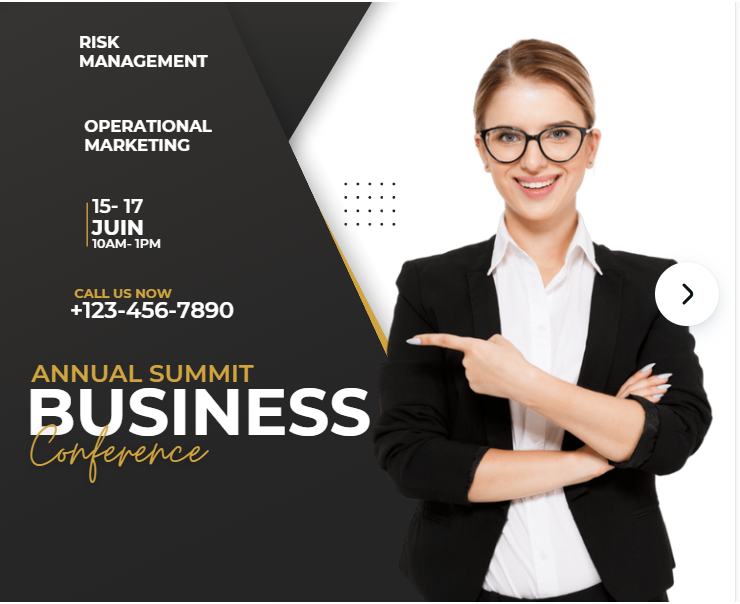 RISK
MANAGEMENT
OPERATIONAL
MARKETING
15- 17
JUIN
10AM- 1PM
CALL US NOW
+123-456-7890
ANNUAL SUMMIT
BUSINESS
Conference